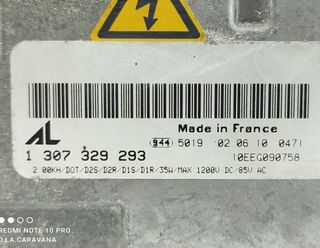 AL
Made in France
944 5019 02 06 10 0471
1 307 329 293
10EEG090758
2 00KH/DOT/D2S/D2R/D1S/D1R/35W/MAX 1200V DC/85V AC
REDMI NOTE 10 PRO
O.LA.CARAVANA